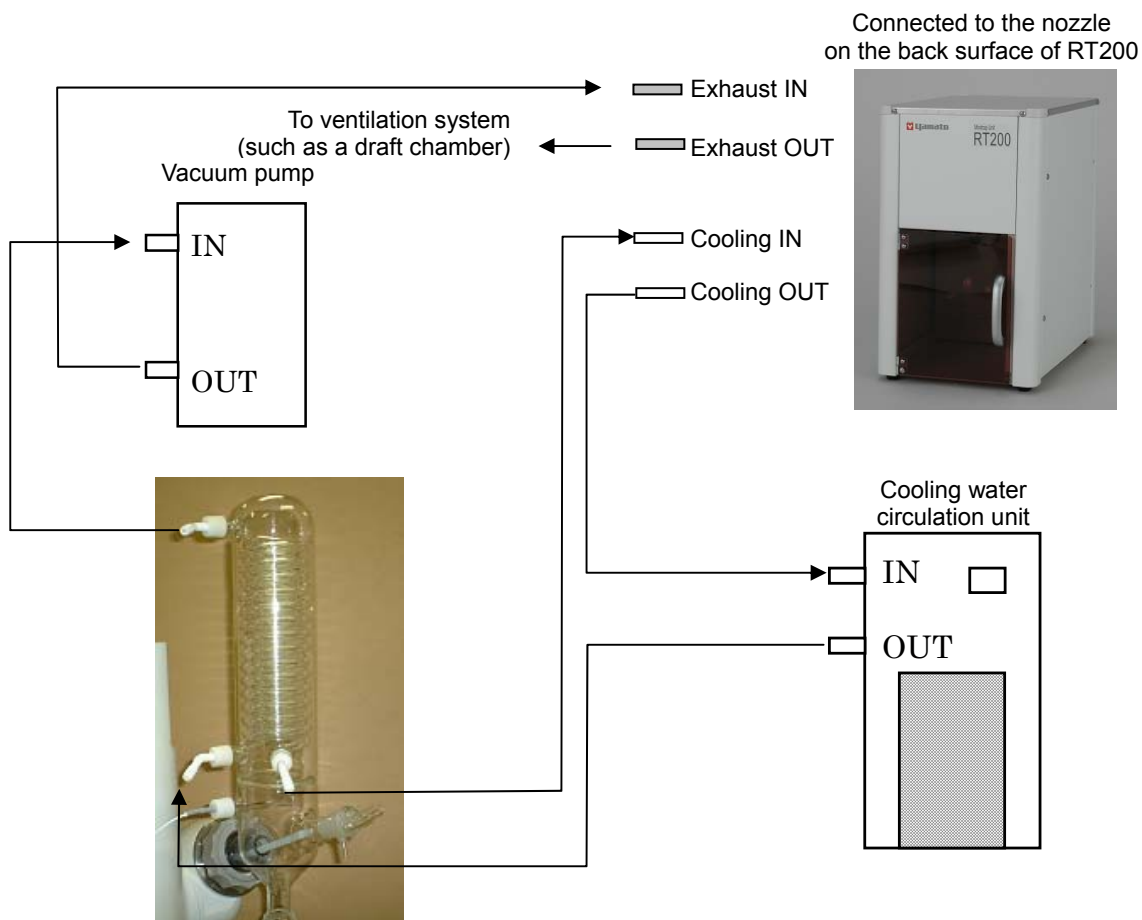 Connected to the nozzle
on the back surface of RT200
Exhaust IN
To ventilation system
(such as a draft chamber)
Exhaust OUT
Vacuum pump
IN
OUT
Cooling IN
Cooling OUT
Yamato
RT200
Cooling water
circulation unit
IN
OUT